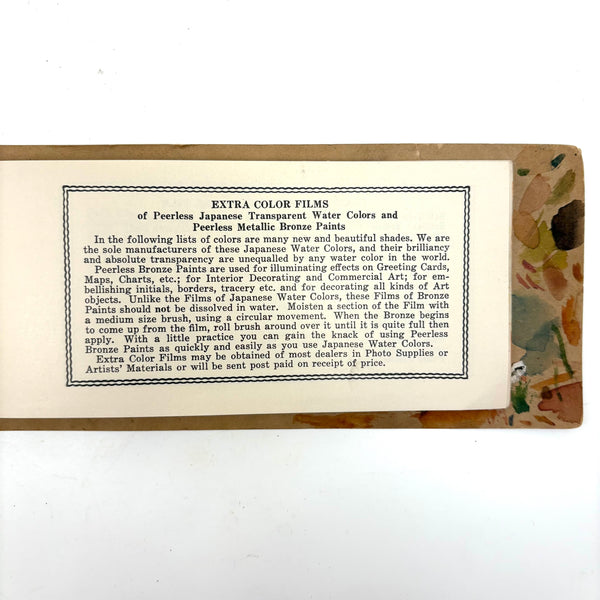 EXTRA COLOR FILMS
of Peerless Japanese Transparent Water Colors and
Peerless Metallic Bronze Paints
In the following lists of colors are many new and beautiful shades. We are
the sole manufacturers of these Japanese Water Colors, and their brilliancy
and absolute transparency are unequalled by any water color in the world.
Peerless Bronze Paints are used for illuminating effects on Greeting Cards,
Maps, Charts, etc.; for Interior Decorating and Commercial Art; for em-
bellishing initials, borders, tracery etc. and for decorating all kinds of Art
objects. Unlike the Films of Japanese Water Colors, these Films of Bronze
Paints should not be dissolved in water. Moisten a section of the Film with
a medium size brush, using a circular movement. When the Bronze begins
to come up from the film, roll brush around over it until it is quite full then
apply. With a little practice you can gain the knack of using Peerless
Bronze Paints as quickly and easily as you use Japanese Water Colors.
Extra Color Films may be obtained of most dealers in Photo Supplies or
Artists' Materials or will be sent post paid on receipt of price.